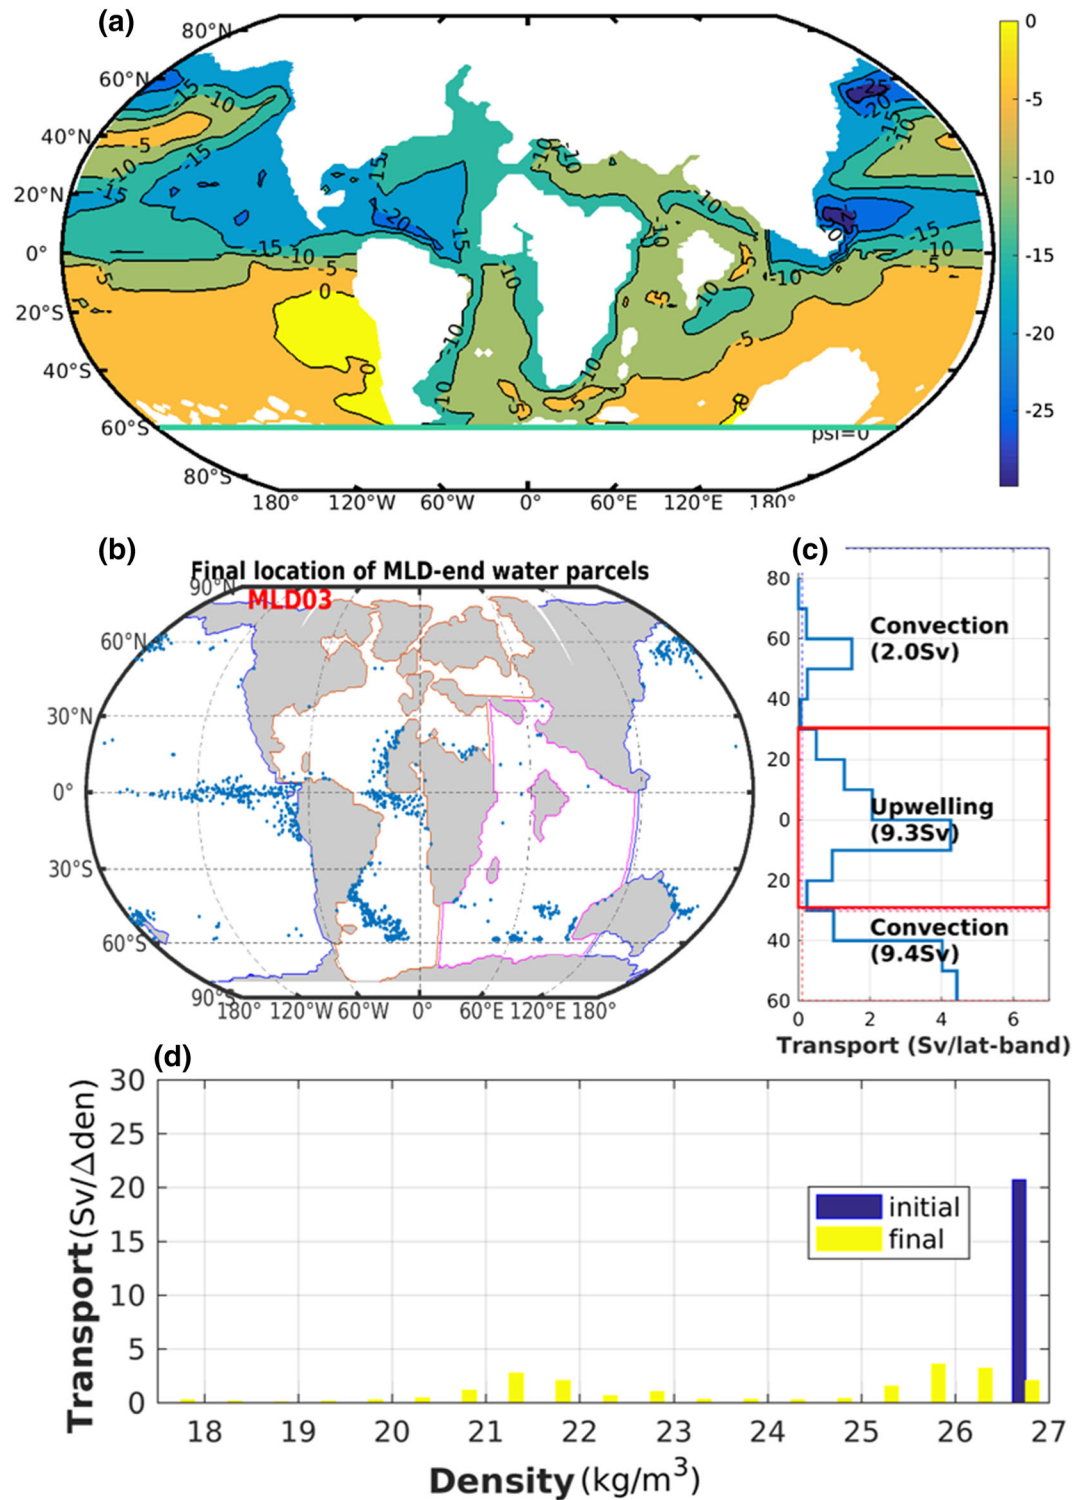 (a)
80°N
60°N
40°N
20°N
0°
20°S
40°S
60°S
80°S
180° 120°W 60°W 0° 60°E 120°E 180°
psi=0
0
-5
-10
-15
-20
-25
(b)
Final location of MLD-end water parcels
MLD03
90°N
60°N
30°N
0°
30°S
60°S
90°S
180° 120°W 60°W 0° 60°E 120°E 180°
(c)
80
60
40
20
0
20
40
60
Convection
(2.0Sv)
Upwelling
(9.3Sv)
Convection
(9.4Sv)
0 2 4 6
Transport (Sv/lat-band)
(d)
Transport(Sv/Δden)
30
25
20
15
10
5
0
initial
final
18 19 20 21 22 23 24 25 26 27
Density(kg/m³)